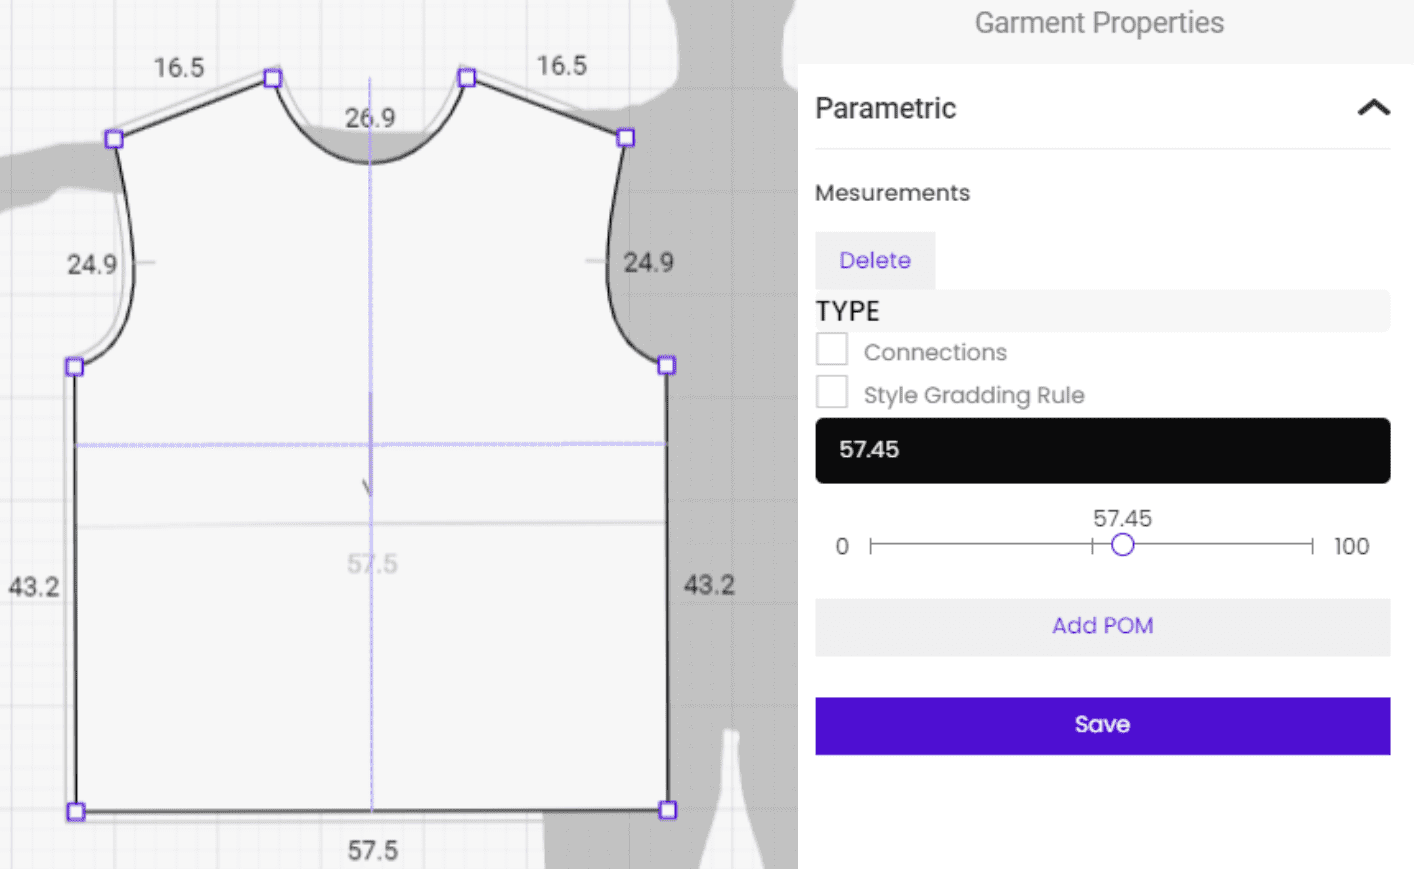 16.5
16.5
26.9
24.9
24.9
57.5
43.2
43.2
57.5
Garment Properties
Parametric
Mesurements
Delete
TYPE
Connections
Style Gradding Rule
57.45
57.45
0
100
Add POM
Save